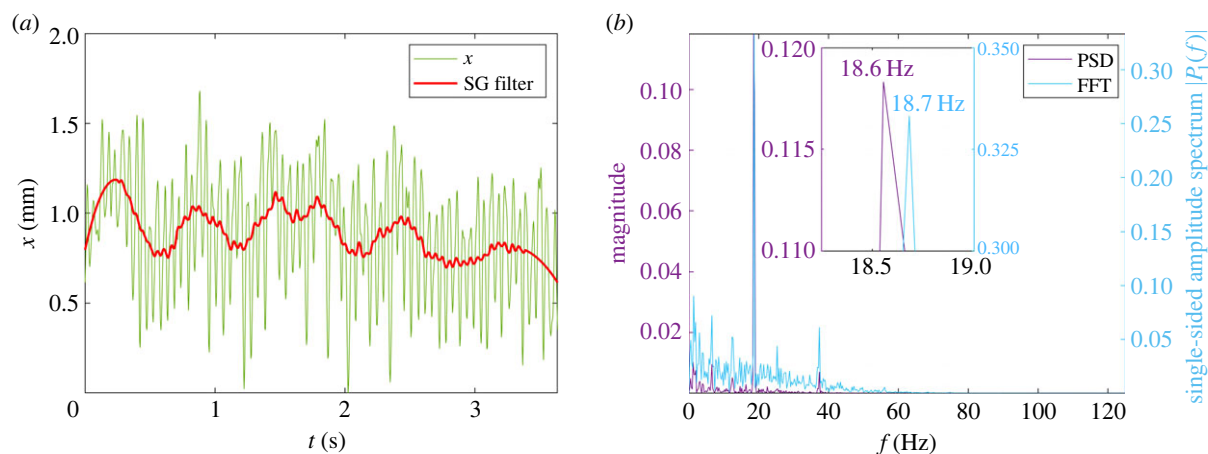 (a)
2.0
1.5
1.0
0.5
x (mm)
x
SG filter
0
1
2
3
t (s)
(b)
magnitude
0.10
0.08
0.06
0.04
0.02
0.120
0.115
0.110
18.6 Hz
18.7 Hz
0.350
0.325
0.300
18.5
19.0
PSD
FFT
0.30
0.25
0.20
0.15
0.10
0.05
single-sided amplitude spectrum |P1(f)|
0
20
40
60
80
100
120
f (Hz)